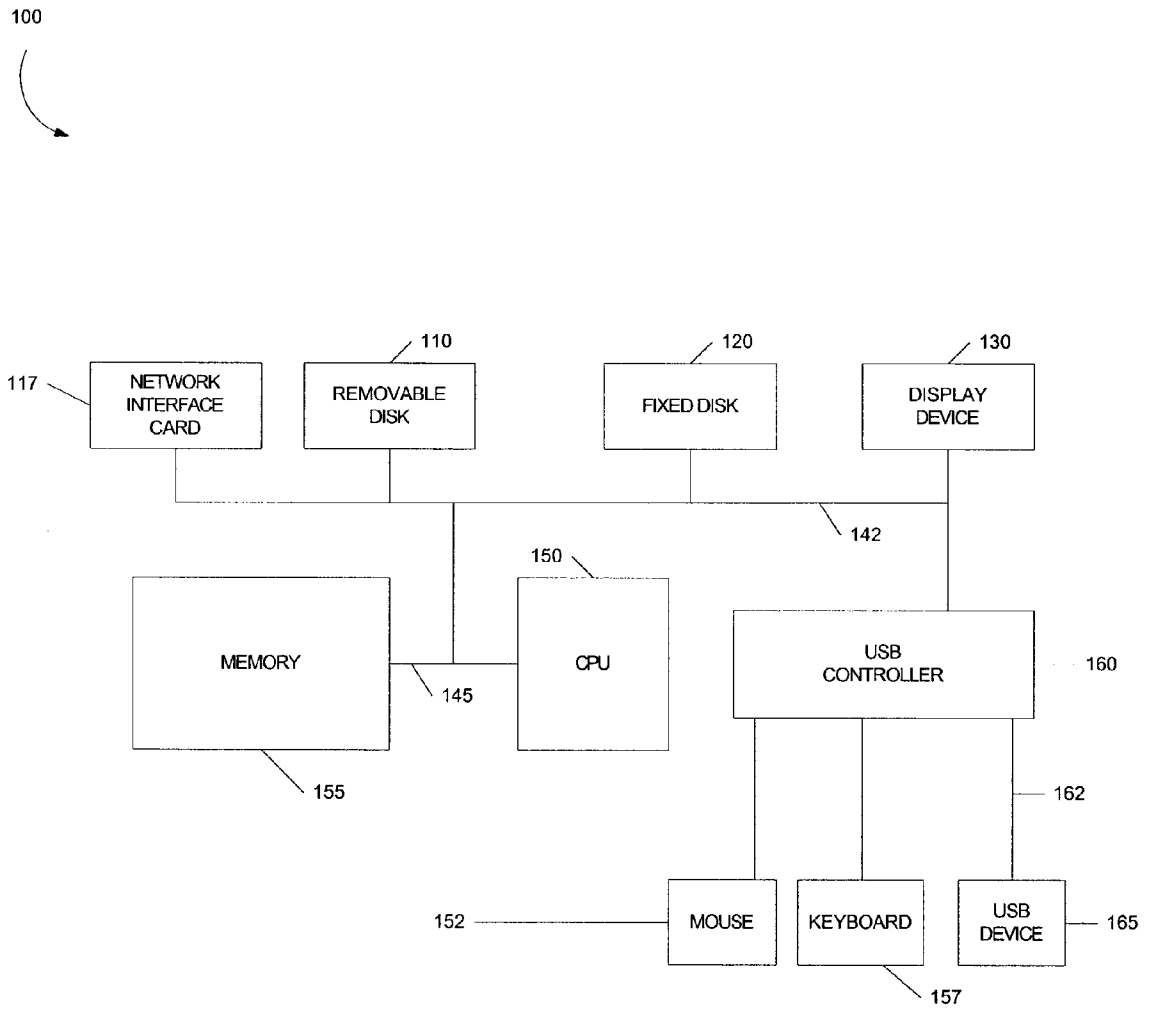 100
110
120
130
117
NETWORK
INTERFACE
CARD
REMOVABLE
DISK
FIXED DISK
DISPLAY
DEVICE
142
150
MEMORY
CPU
USB
CONTROLLER
160
145
155
162
152
MOUSE
KEYBOARD
USB
DEVICE
165
157